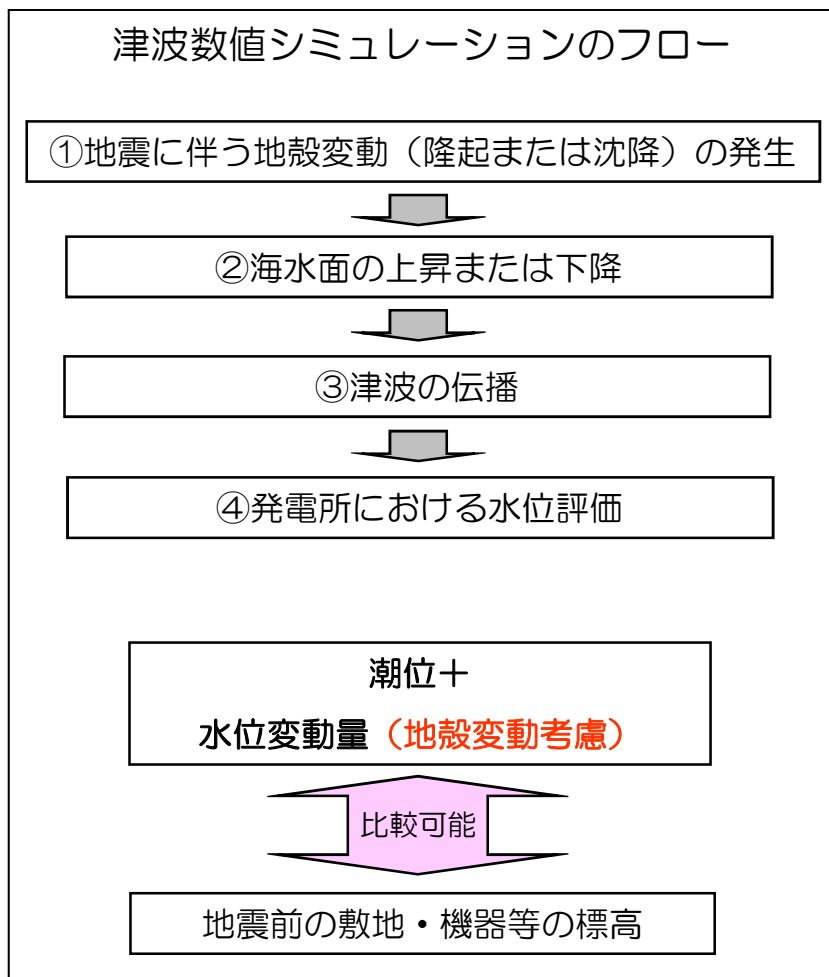 津波数値シミュレーションのフロー
①地震に伴う地殻変動（隆起または沈降）の発生
②海水面の上昇または下降
③津波の伝播
④発電所における水位評価
潮位＋
水位変動量（地殻変動考慮）
比較可能
地震前の敷地・機器等の標高